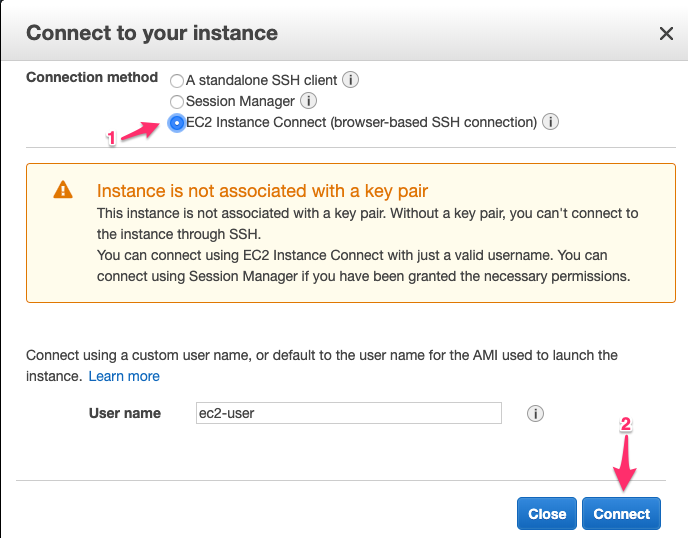 Connect to your instance
Connection method
A standalone SSH client
Session Manager
1
EC2 Instance Connect (browser-based SSH connection)
Instance is not associated with a key pair
This instance is not associated with a key pair. Without a key pair, you can't connect to
the instance through SSH.
You can connect using EC2 Instance Connect with just a valid username. You can
connect using Session Manager if you have been granted the necessary permissions.
Connect using a custom user name, or default to the user name for the AMI used to launch the
instance. Learn more
User name ec2-user
2
Close Connect